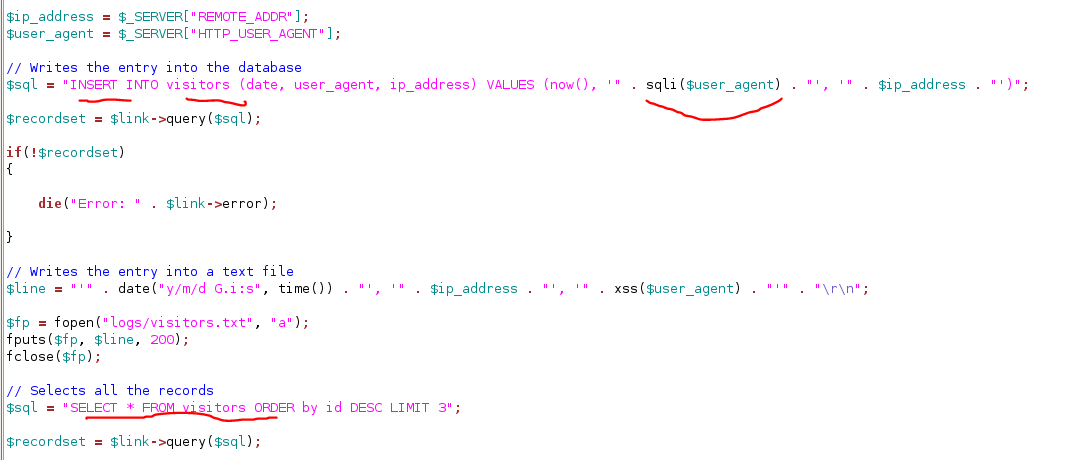 $ip_address = $_SERVER["REMOTE_ADDR"];
$user_agent = $_SERVER["HTTP_USER_AGENT"];
// Writes the entry into the database
$sql = "INSERT INTO visitors (date, user_agent, ip_address) VALUES (now(), '" . sqli($user_agent) . "', '" . $ip_address . "')";
$recordset = $link->query($sql);
if(!$recordset)
{
die("Error: " . $link->error);
}
// Writes the entry into a text file
$line = "'" . date("y/m/d G.i:s", time()) . "', '" . $ip_address . "', '" . xss($user_agent) . "'" . "\r\n";
$fp = fopen("logs/visitors.txt", "a");
fputs($fp, $line, 200);
fclose($fp);
// Selects all the records
$sql = "SELECT * FROM visitors ORDER by id DESC LIMIT 3";
$recordset = $link->query($sql);